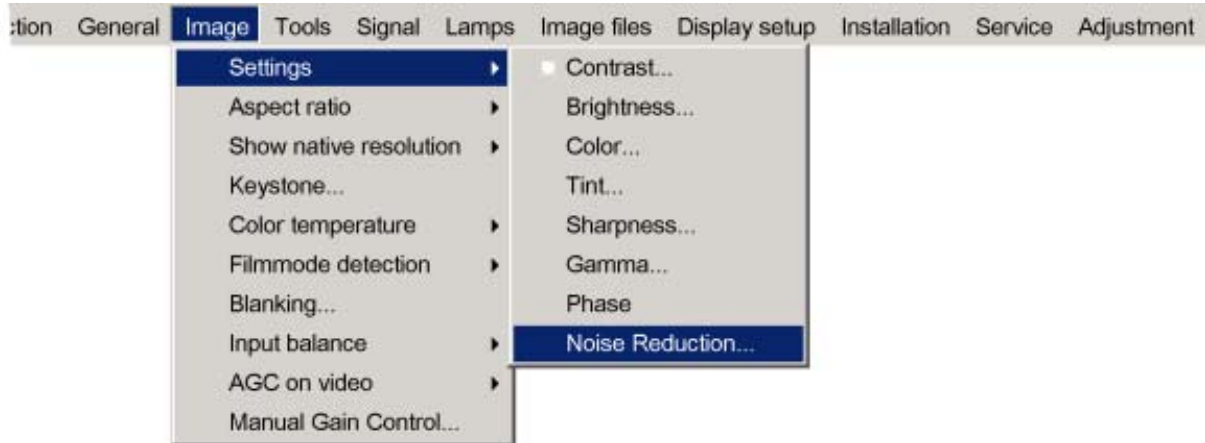 :tion General Image Tools Signal Lamps Image files Display setup Installation Service Adjustment
Settings
Aspect ratio
Show native resolution
Keystone...
Color temperature
Filmmode detection
Blanking...
Input balance
AGC on video
Manual Gain Control...
Contrast...
Brightness...
Color...
Tint...
Sharpness...
Gamma...
Phase
Noise Reduction...